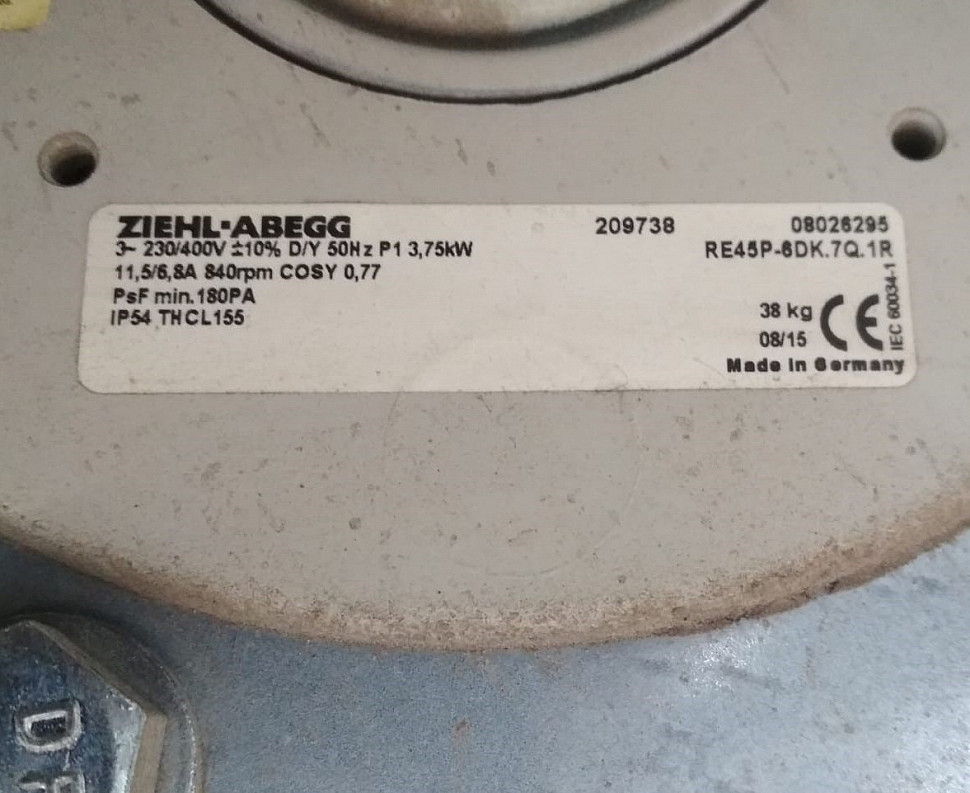 ZIEHL-ABEGG 209738 08026295
3~ 230/400V ±10% D/Y 50Hz P1 3,75kW RE45P-6DK.7Q.1R
11,5/6,8A 840rpm COSY 0,77
PsF min.180PA
IP54 THCL155
38 kg
08/15
CE
IEC 60034-1
Made in Germany
D